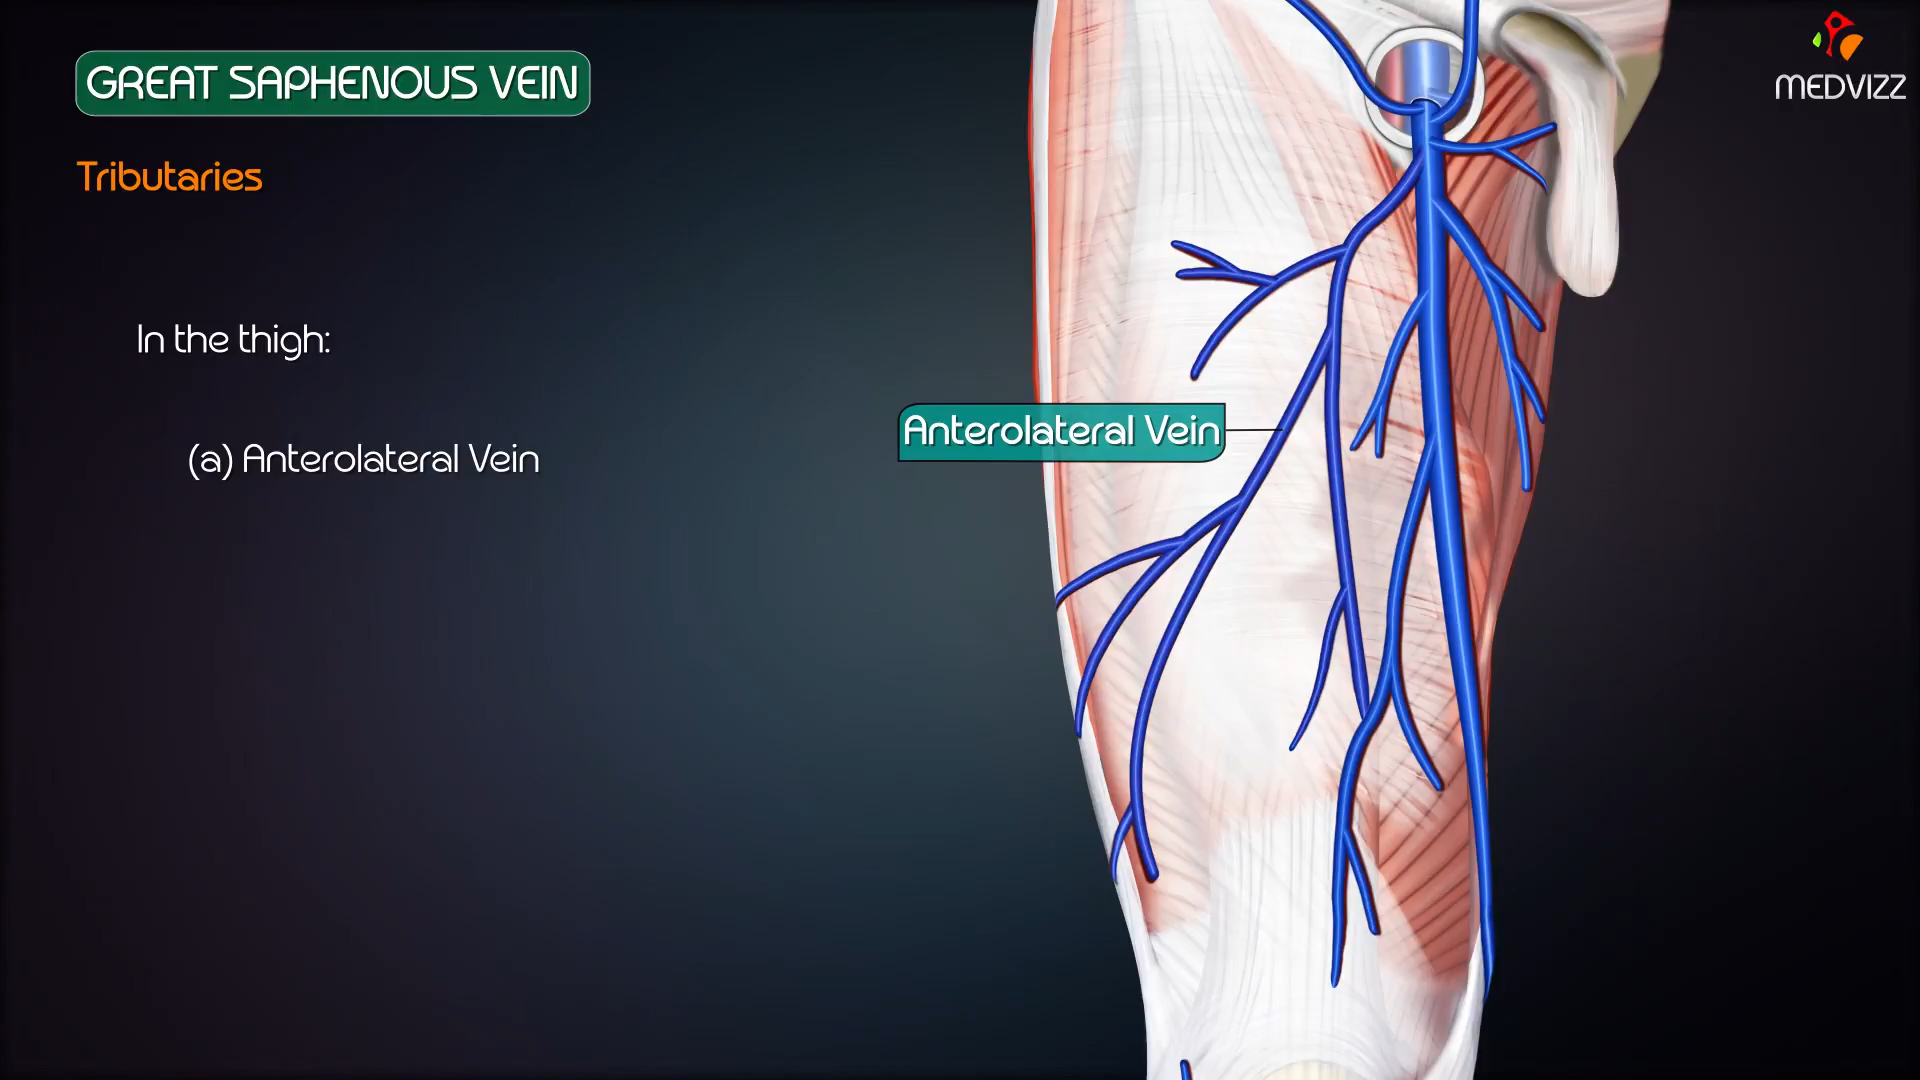 GREAT SAPHENOUS VEIN
MEDVIZZ
Tributaries
In the thigh:
Anterolateral Vein
(a) Anterolateral Vein